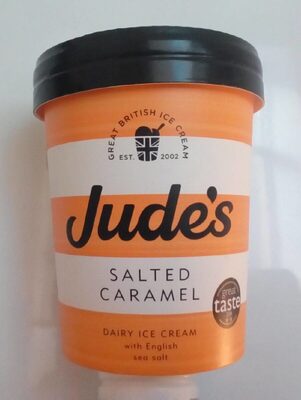 GREAT BRITISH ICE CREAM
EST. 2002
Jude's
SALTED
CARAMEL
great
taste
DAIRY ICE CREAM
with English
sea salt